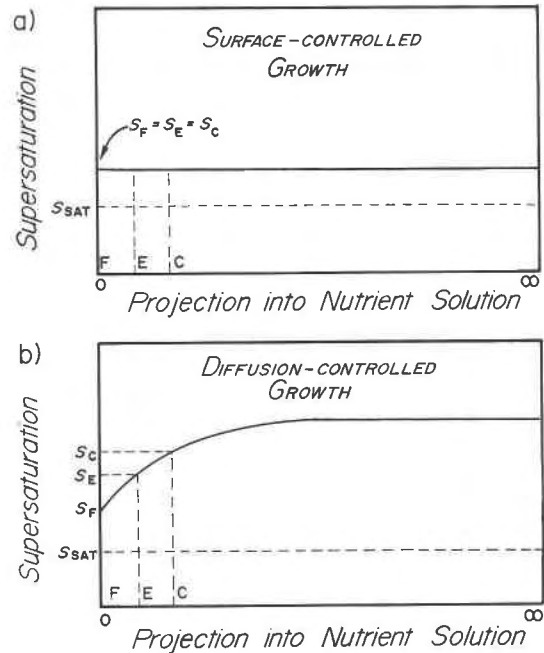 a)
SURFACE-CONTROLLED
GROWTH
Supersaturation
SF = SE = SC
SSAT
F E C
0 ∞
Projection into Nutrient Solution
b)
DIFFUSION-CONTROLLED
GROWTH
Supersaturation
SC
SE
SF
SSAT
F E C
0 ∞
Projection into Nutrient Solution